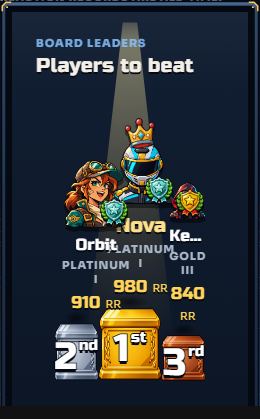 BOARD LEADERS
Players to beat
Nova
Orbit
Ke...
PLATINUM
I
PLATINUM
I
GOLD
III
980 RR
910 RR
840
RR
2nd
1st
3rd